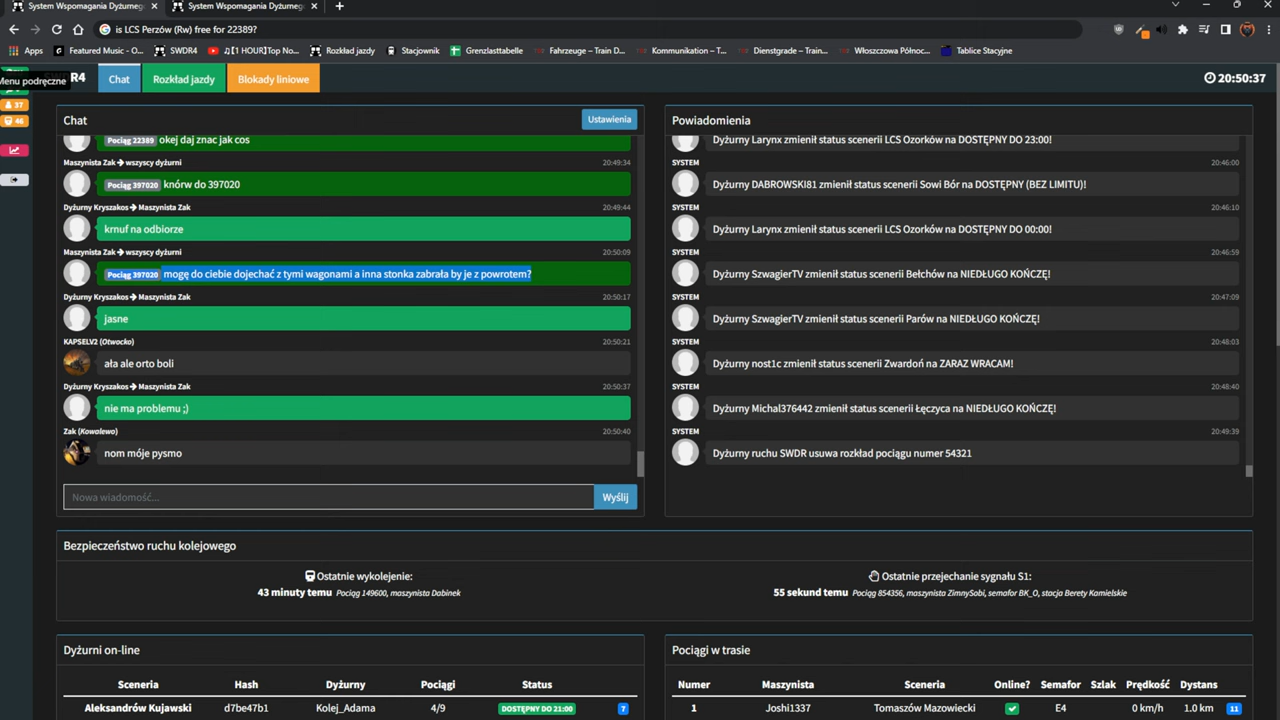 System Wspomagania Dyżurneg
System Wspomagania Dyżurneg
is LCS Perzów (Rw) free for 22389?
Apps
Featured Music - O...
SWDR4
♫[1 HOUR]Top No...
Rozkład jazdy
Stacjownik
Grenzlasttabelle
Fahrzeuge – Train D...
Kommunikation – T...
Dienstgrade – Train...
Włoszczowa Północ...
Tablice Stacyjne
Menu podręczne
R4
Chat
Rozkład jazdy
Blokady liniowe
20:50:37
37
46
Chat
Ustawienia
Pociąg 22389 okej daj znac jak cos
Maszynista Zak → wszyscy dyżurni
20:49:34
Pociąg 397020 knórw do 397020
Dyżurny Kryszakos → Maszynista Zak
20:49:44
krnuf na odbiorze
Maszynista Zak → wszyscy dyżurni
20:50:09
Pociąg 397020 mogę do ciebie dojechać z tymi wagonami a inna stonka zabrała by je z powrotem?
Dyżurny Kryszakos → Maszynista Zak
20:50:17
jasne
KAPSELV2 (Otwocko)
20:50:21
ała ale orto boli
Dyżurny Kryszakos → Maszynista Zak
20:50:37
nie ma problemu ;)
Zak (Kowalewo)
20:50:40
nom móje pysmo
Nowa wiadomość...
Wyślij
Powiadomienia
Dyżurny Larynx zmienił status scenerii LCS Ozorków na DOSTĘPNY DO 23:00!
SYSTEM
20:46:00
Dyżurny DABROWSKI81 zmienił status scenerii Sowi Bór na DOSTĘPNY (BEZ LIMITU)!
SYSTEM
20:46:10
Dyżurny Larynx zmienił status scenerii LCS Ozorków na DOSTĘPNY DO 00:00!
SYSTEM
20:46:59
Dyżurny SzwagierTV zmienił status scenerii Bełchów na NIEDŁUGO KOŃCZĘ!
SYSTEM
20:47:09
Dyżurny SzwagierTV zmienił status scenerii Parów na NIEDŁUGO KOŃCZĘ!
SYSTEM
20:48:03
Dyżurny nost1c zmienił status scenerii Zwardoń na ZARAZ WRACAM!
SYSTEM
20:48:40
Dyżurny Michal376442 zmienił status scenerii Łęczyca na NIEDŁUGO KOŃCZĘ!
SYSTEM
20:49:39
Dyżurny ruchu SWDR usuwa rozkład pociągu numer 54321
Bezpieczeństwo ruchu kolejowego
Ostatnie wykolejenie:
43 minuty temu Pociąg 149600, maszynista Dabinek
Ostatnie przejechanie sygnału S1:
55 sekund temu Pociąg 854356, maszynista ZimnySobi, semafor BK_O, stacja Berety Kamielskie
Dyżurni on-line
Sceneria Hash Dyżurny Pociągi Status
Aleksandrów Kujawski d7be47b1 Kolej_Adama 4/9 DOSTĘPNY DO 21:00 7
Pociągi w trasie
Numer Maszynista Sceneria Online? Semafor Szlak Prędkość Dystans
1 Joshi1337 Tomaszów Mazowiecki E4 0 km/h 1.0 km 11